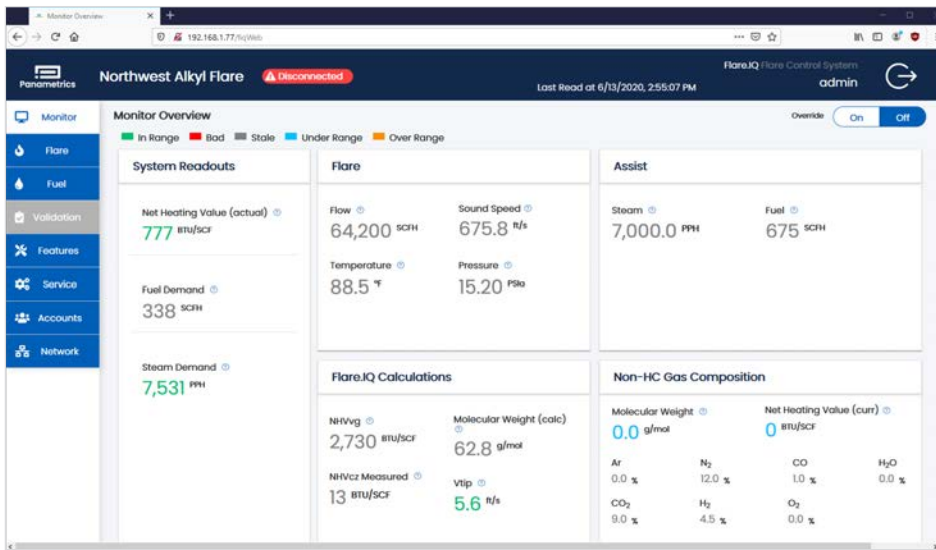 Monitor Overview
192.168.1.77/fiqWeb
Panametrics
Northwest Alkyl Flare
Disconnected
Last Read at 6/13/2020, 2:55:07 PM
Flare.IQ Flare Control System
admin
Monitor
Flare
Fuel
Validation
Features
Service
Accounts
Network
Monitor Overview
Override On Off
In Range Bad Stale Under Range Over Range
System Readouts
Net Heating Value (actual)
777 BTU/SCF
Fuel Demand
338 SCFH
Steam Demand
7,531 PPH
Flare
Flow Sound Speed
64,200 SCFH 675.8 ft/s
Temperature Pressure
88.5 °F 15.20 PSIa
Assist
Steam Fuel
7,000.0 PPH 675 SCFH
Flare.IQ Calculations
NHVvg Molecular Weight (calc)
2,730 BTU/SCF 62.8 g/mol
NHVcz Measured Vtip
13 BTU/SCF 5.6 ft/s
Non-HC Gas Composition
Molecular Weight Net Heating Value (curr)
0.0 g/mol 0 BTU/SCF
Ar N₂ CO H₂O
0.0 % 12.0 % 1.0 % 0.0 %
CO₂ H₂ O₂
9.0 % 4.5 % 0.0 %